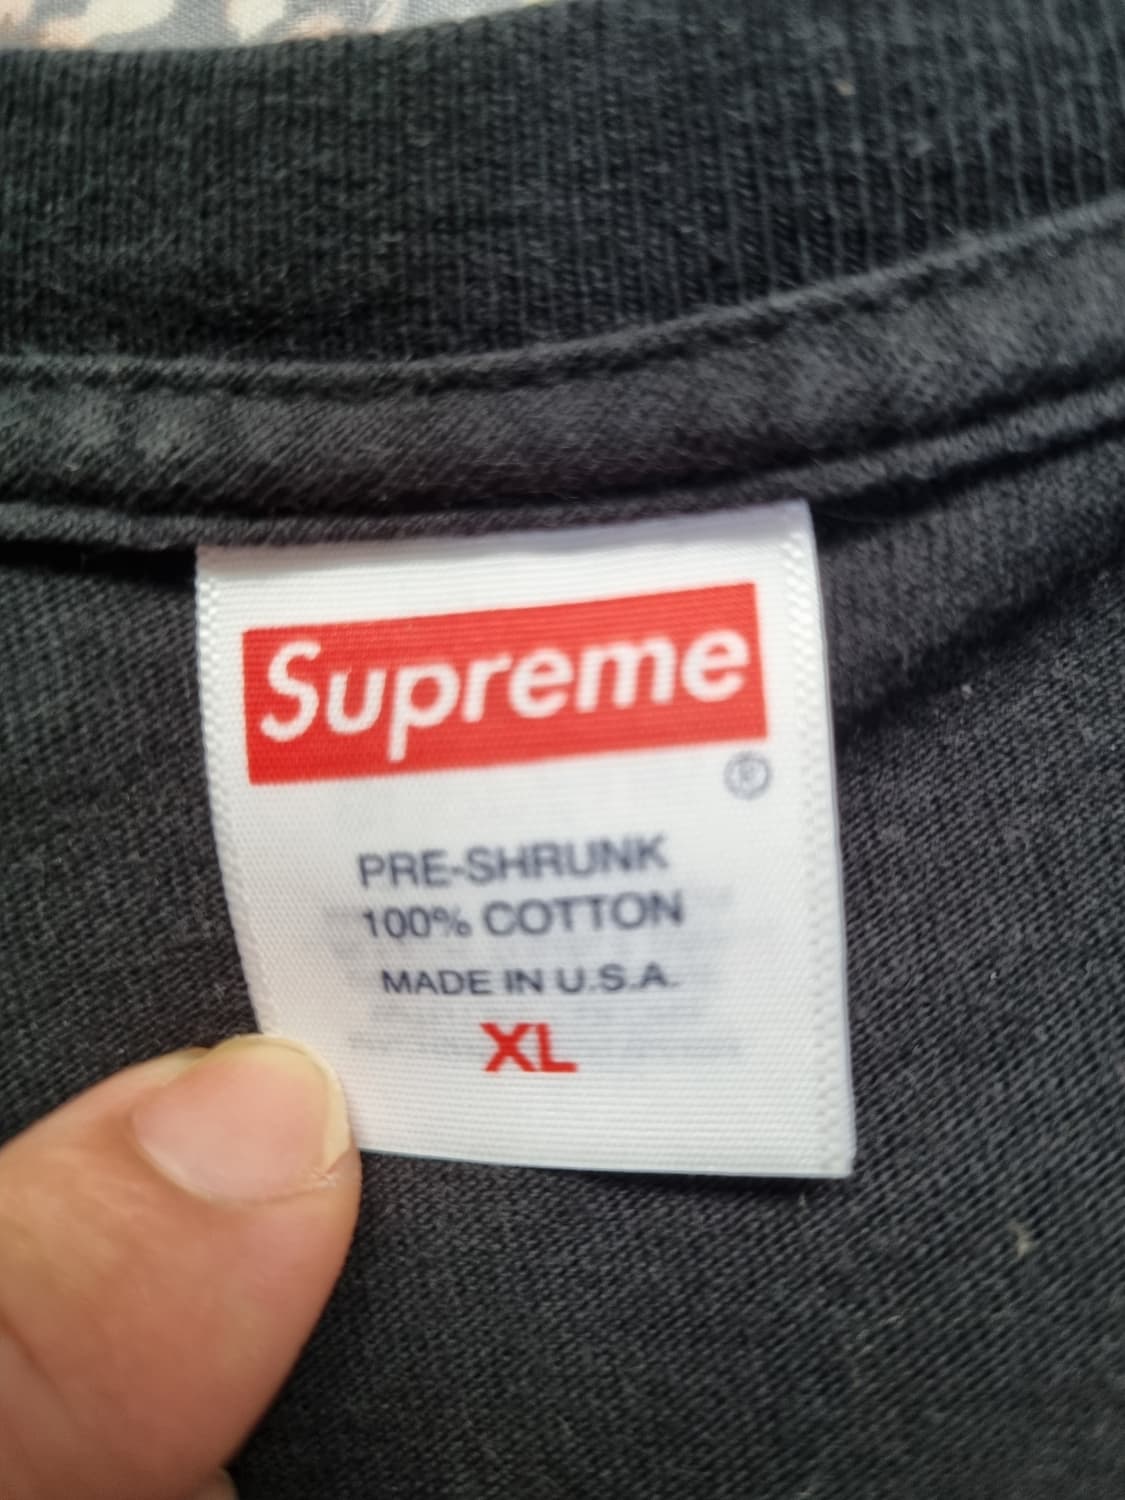 Supreme
®
PRE-SHRUNK
100% COTTON
MADE IN U.S.A.
XL